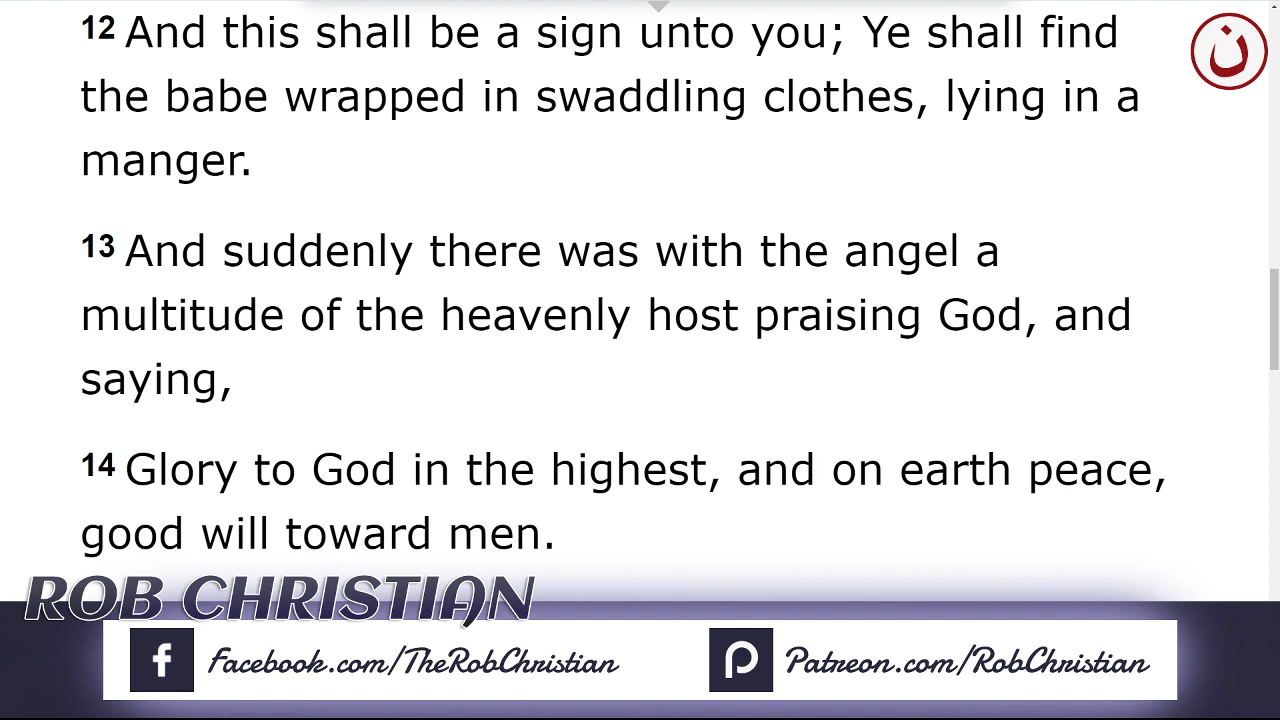 12 And this shall be a sign unto you; Ye shall find
the babe wrapped in swaddling clothes, lying in a
manger.
ن
13 And suddenly there was with the angel a
multitude of the heavenly host praising God, and
saying,
14 Glory to God in the highest, and on earth peace,
good will toward men.
ROB CHRISTIAN
Facebook.com/TheRobChristian
Patreon.com/RobChristian